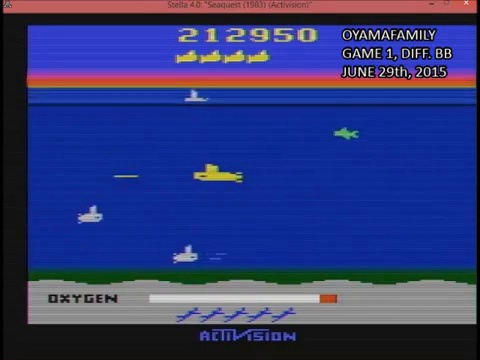 Stella 4.0: "Seaquest (1983) (Activision)"
212950
OYAMAFAMILY
GAME 1, DIFF. BB
JUNE 29th, 2015
OXYGEN
ACTIVISION